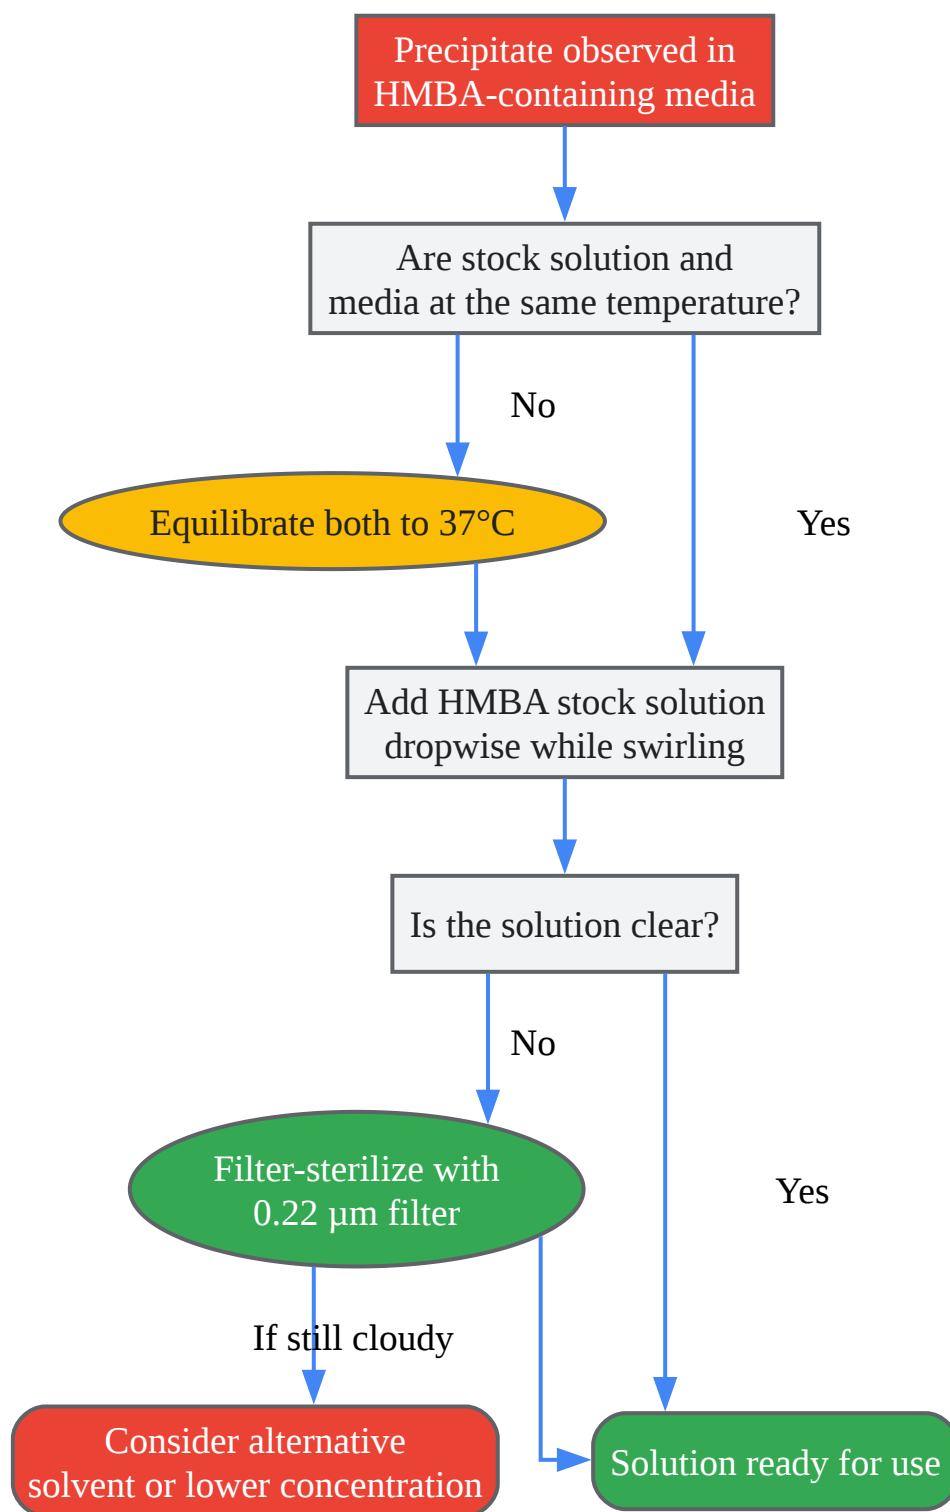 Precipitate observed in
HMBA-containing media
Are stock solution and
media at the same temperature?
No
Equilibrate both to 37°C
Yes
Add HMBA stock solution
dropwise while swirling
Is the solution clear?
No
Filter-sterilize with
0.22 µm filter
Yes
If still cloudy
Consider alternative
solvent or lower concentration
Solution ready for use